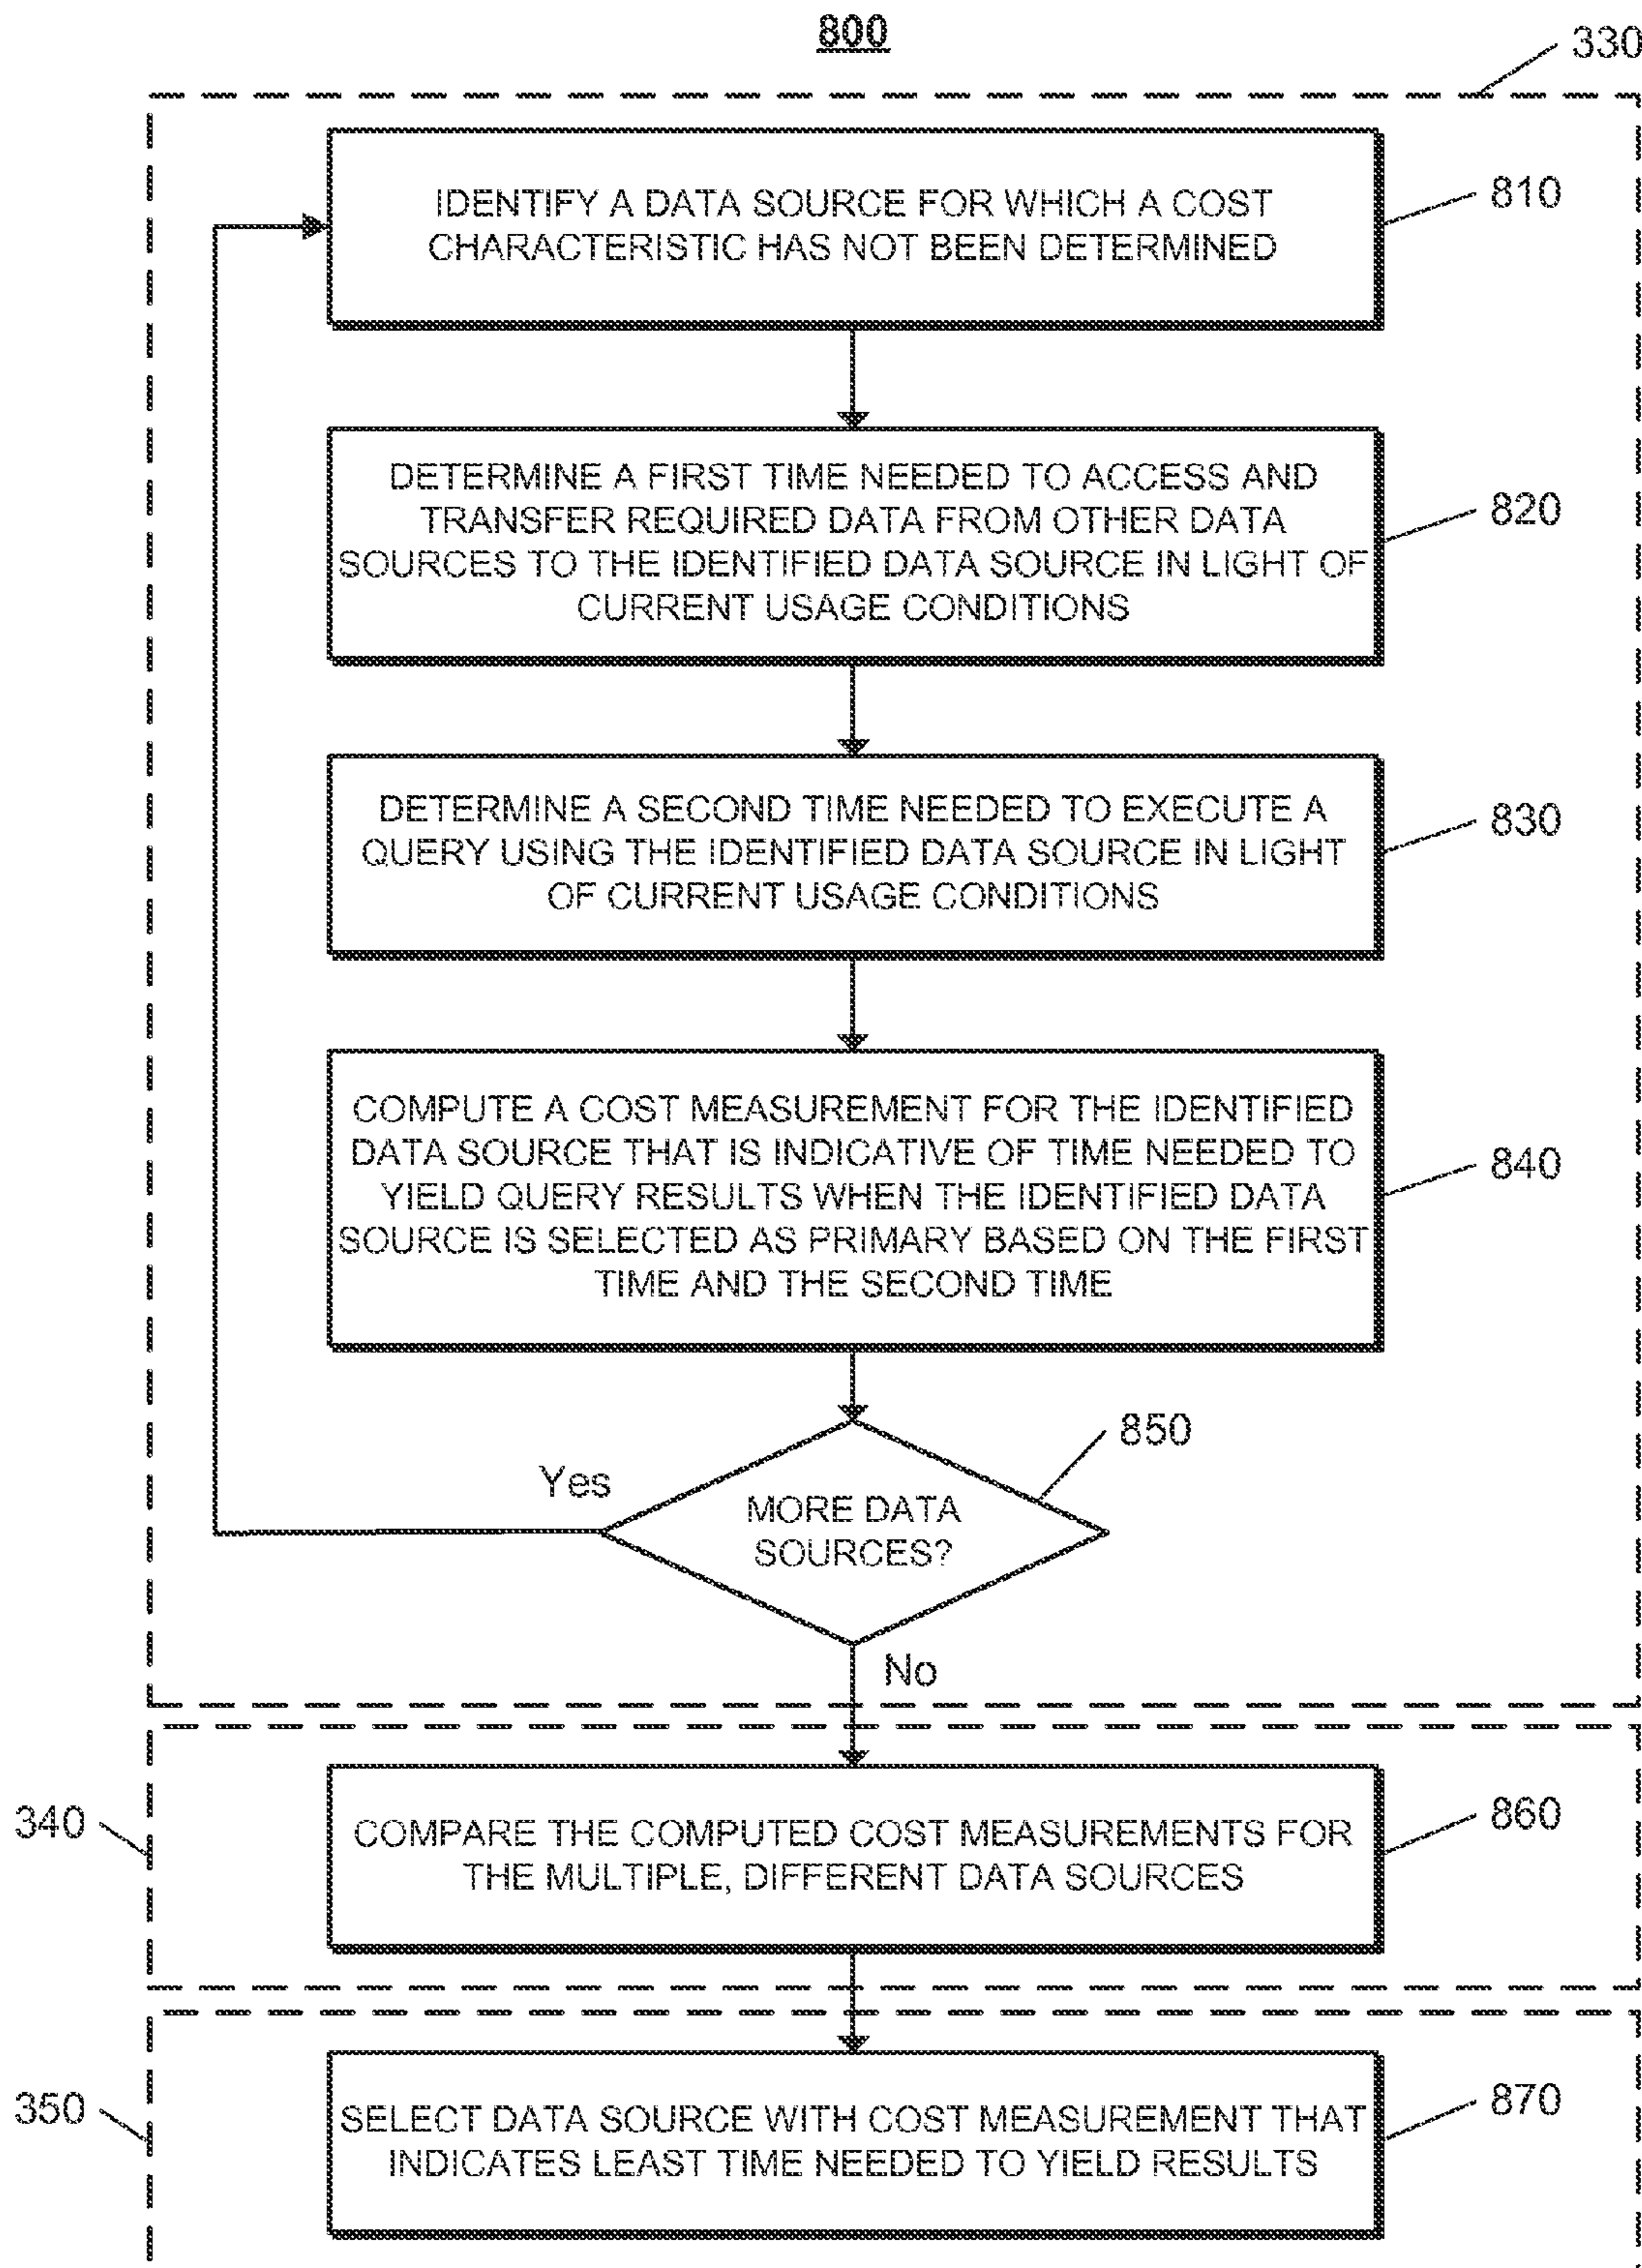 800
330
IDENTIFY A DATA SOURCE FOR WHICH A COST
CHARACTERISTIC HAS NOT BEEN DETERMINED
810
DETERMINE A FIRST TIME NEEDED TO ACCESS AND
TRANSFER REQUIRED DATA FROM OTHER DATA
SOURCES TO THE IDENTIFIED DATA SOURCE IN LIGHT OF
CURRENT USAGE CONDITIONS
820
DETERMINE A SECOND TIME NEEDED TO EXECUTE A
QUERY USING THE IDENTIFIED DATA SOURCE IN LIGHT
OF CURRENT USAGE CONDITIONS
830
COMPUTE A COST MEASUREMENT FOR THE IDENTIFIED
DATA SOURCE THAT IS INDICATIVE OF TIME NEEDED TO
YIELD QUERY RESULTS WHEN THE IDENTIFIED DATA
SOURCE IS SELECTED AS PRIMARY BASED ON THE FIRST
TIME AND THE SECOND TIME
840
850
Yes
MORE DATA
SOURCES?
No
340
COMPARE THE COMPUTED COST MEASUREMENTS FOR
THE MULTIPLE, DIFFERENT DATA SOURCES
860
350
SELECT DATA SOURCE WITH COST MEASUREMENT THAT
INDICATES LEAST TIME NEEDED TO YIELD RESULTS
870